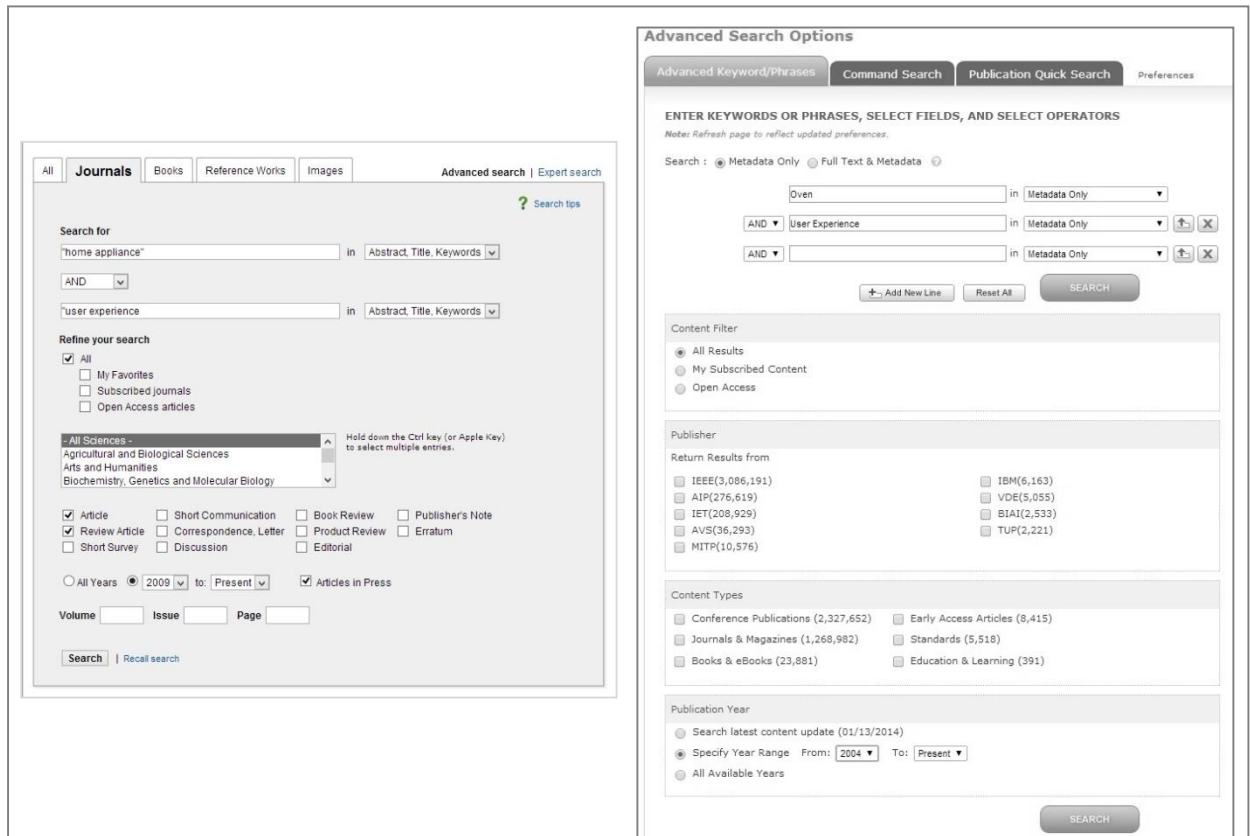 All Journals Books Reference Works Images Advanced search | Expert search
? Search tips
Search for
"home appliance" in Abstract, Title, Keywords
AND
"user experience in Abstract, Title, Keywords
Refine your search
All
My Favorites
Subscribed journals
Open Access articles
- All Sciences -
Agricultural and Biological Sciences
Arts and Humanities
Biochemistry, Genetics and Molecular Biology
Hold down the Ctrl key (or Apple Key)
to select multiple entries.
Article Short Communication Book Review Publisher's Note
Review Article Correspondence, Letter Product Review Erratum
Short Survey Discussion Editorial
All Years 2009 to: Present Articles in Press
Volume Issue Page
Search | Recall search
Advanced Search Options
Advanced Keyword/Phrases Command Search Publication Quick Search Preferences
ENTER KEYWORDS OR PHRASES, SELECT FIELDS, AND SELECT OPERATORS
Note: Refresh page to reflect updated preferences.
Search : Metadata Only Full Text & Metadata ?
Oven in Metadata Only
AND User Experience in Metadata Only X
AND in Metadata Only X
Add New Line Reset All SEARCH
Content Filter
All Results
My Subscribed Content
Open Access
Publisher
Return Results from
IEEE(3,086,191) IBM(6,163)
AIP(276,619) VDE(5,055)
IET(208,929) BIAI(2,533)
AVS(36,293) TUP(2,221)
MITP(10,576)
Content Types
Conference Publications (2,327,652) Early Access Articles (8,415)
Journals & Magazines (1,268,982) Standards (5,518)
Books & eBooks (23,881) Education & Learning (391)
Publication Year
Search latest content update (01/13/2014)
Specify Year Range From: 2004 To: Present
All Available Years
SEARCH